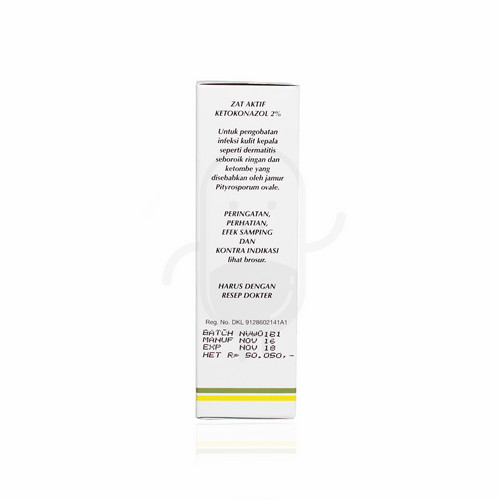 ZAT AKTIF
KETOKONAZOL 2%
Untuk pengobatan
infeksi kulit kepala
seperti dermatitis
seboroik ringan dan
ketombe yang
disebabkan oleh jamur
Pityrosporum ovale.
PERINGATAN,
PERHATIAN,
EFEK SAMPING
DAN
KONTRA INDIKASI
lihat brosur.
HARUS DENGAN
RESEP DOKTER
Reg. No. DKL 9128602141A1
BATCH NVW0181
MANUF NOV 16
EXP NOV 18
HET Rp 50.050,-